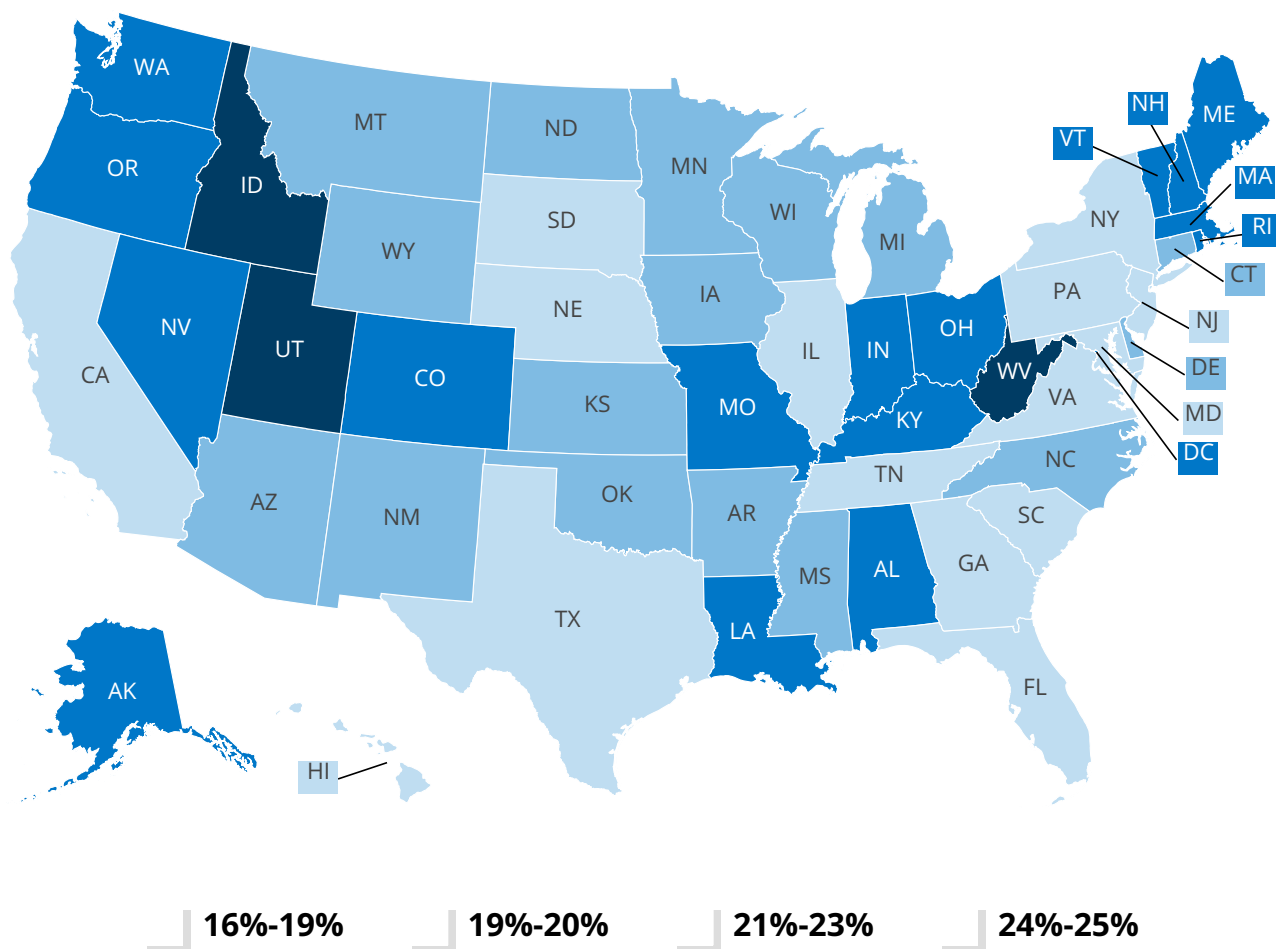 WA
NH
ME
MT
ND
VT
OR
MN
MA
ID
SD
WI
NY
RI
WY
MI
CT
IA
PA
NE
NJ
NV
OH
UT
IL
IN
DE
CA
CO
WV
KS
MO
VA
MD
KY
DC
NC
TN
AZ
OK
NM
AR
SC
GA
MS
AL
TX
LA
AK
FL
HI
16%-19% 19%-20% 21%-23% 24%-25%